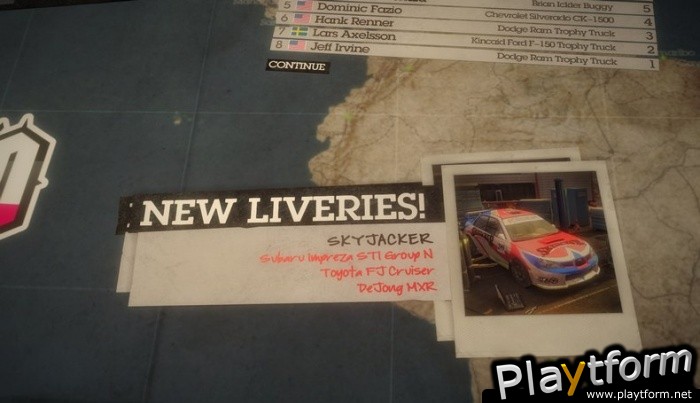 5 Dominic Fazio Brian Ickler Buggy 5
6 Hank Renner Chevrolet Silverado CK-1500 4
7 Lars Axelsson Dodge Ram Trophy Truck 3
8 Jeff Irvine Kincaid Ford F-150 Trophy Truck 2
Dodge Ram Trophy Truck 1
CONTINUE
NEW LIVERIES!
SKYJACKER
Subaru Impreza STI Group N
Toyota FJ Cruiser
DeJong MXR
Playtform
www.playtform.net